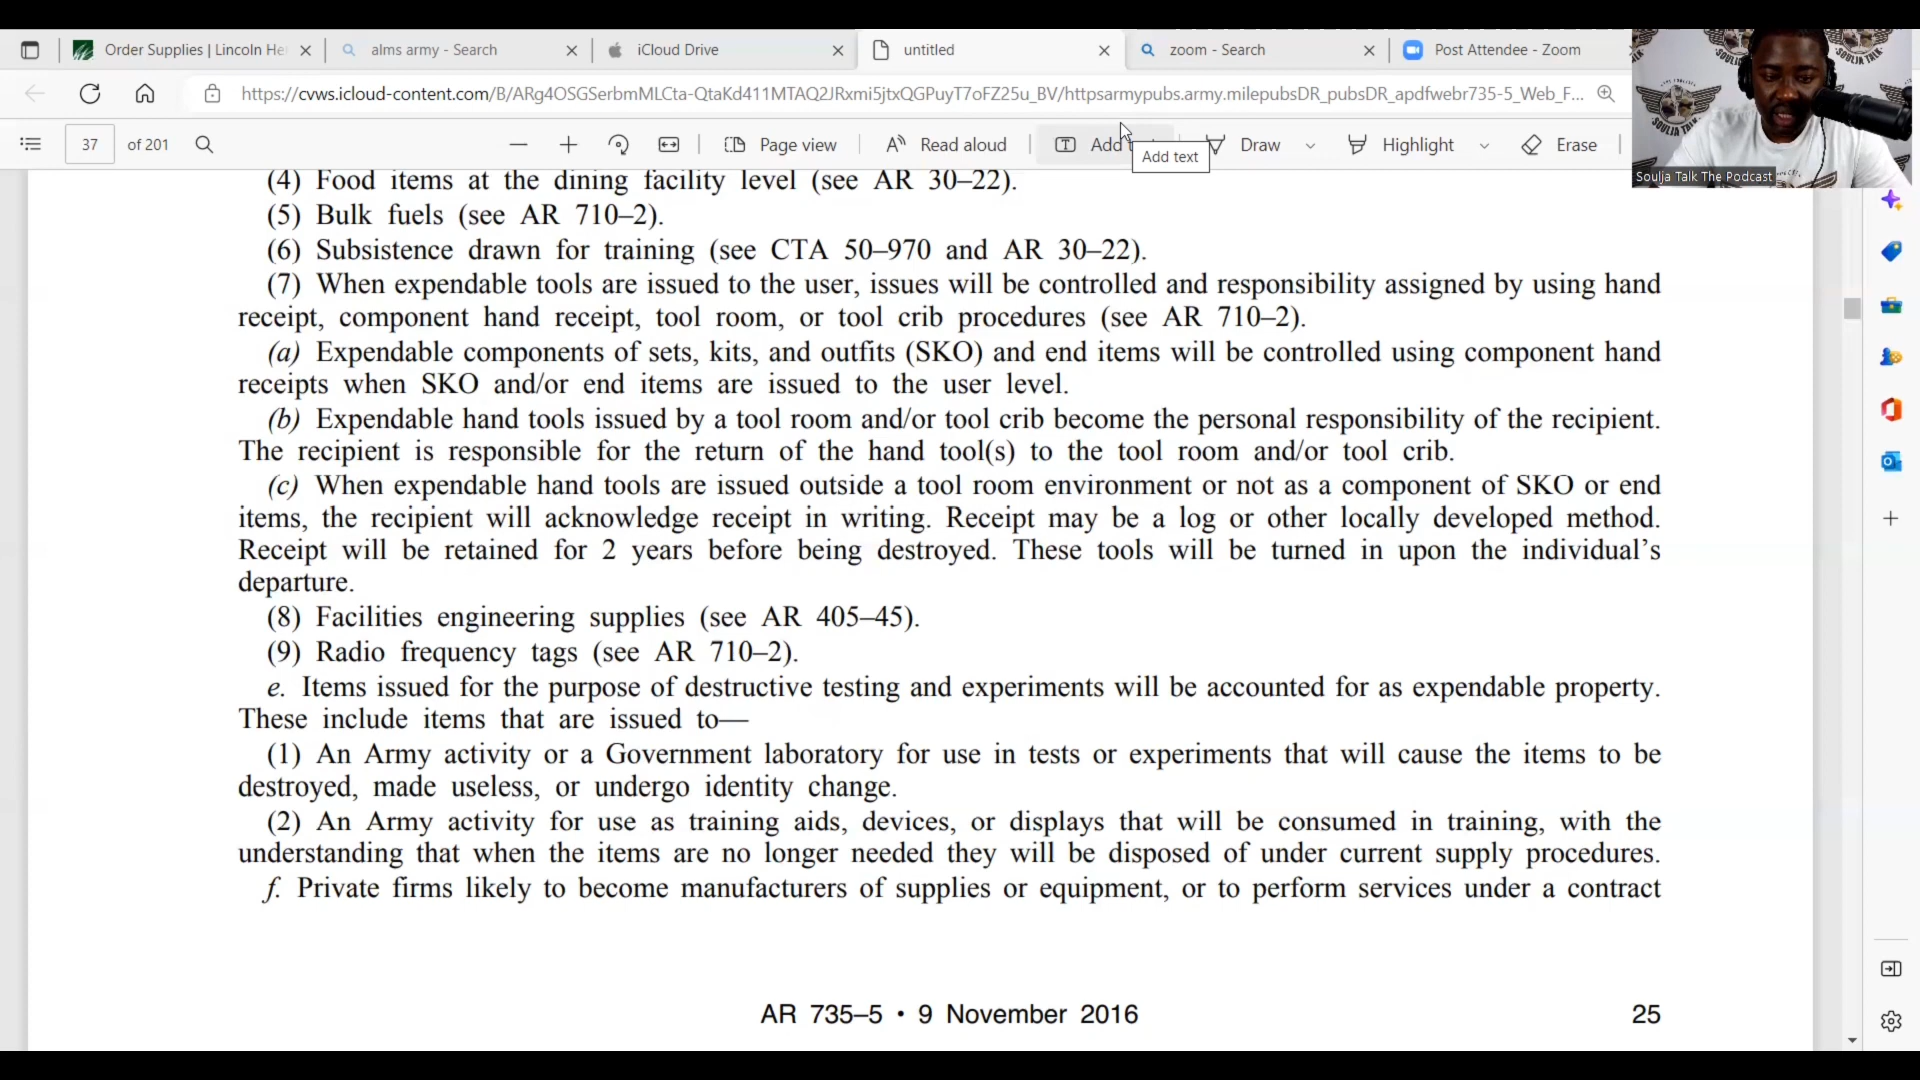 Order Supplies | Lincoln He
alms army - Search
iCloud Drive
untitled
zoom - Search
Post Attendee - Zoom
https://cvws.icloud-content.com/B/ARg4OSGSerbmMLCta-QtaKd411MTAQ2JRxmi5jtxQGPuyT7oFZ25u_BV/httpsarmypubs.army.milepubsDR_pubsDR_apdfwebr735-5_Web_F...
37 of 201
Page view
Read aloud
Add t
Draw
Highlight
Erase
Add text
SOULJA TALK
Soulja Talk The Podcast
(4) Food items at the dining facility level (see AR 30–22).
(5) Bulk fuels (see AR 710–2).
(6) Subsistence drawn for training (see CTA 50–970 and AR 30–22).
(7) When expendable tools are issued to the user, issues will be controlled and responsibility assigned by using hand
receipt, component hand receipt, tool room, or tool crib procedures (see AR 710–2).
(a) Expendable components of sets, kits, and outfits (SKO) and end items will be controlled using component hand
receipts when SKO and/or end items are issued to the user level.
(b) Expendable hand tools issued by a tool room and/or tool crib become the personal responsibility of the recipient.
The recipient is responsible for the return of the hand tool(s) to the tool room and/or tool crib.
(c) When expendable hand tools are issued outside a tool room environment or not as a component of SKO or end
items, the recipient will acknowledge receipt in writing. Receipt may be a log or other locally developed method.
Receipt will be retained for 2 years before being destroyed. These tools will be turned in upon the individual’s
departure.
(8) Facilities engineering supplies (see AR 405–45).
(9) Radio frequency tags (see AR 710–2).
e. Items issued for the purpose of destructive testing and experiments will be accounted for as expendable property.
These include items that are issued to—
(1) An Army activity or a Government laboratory for use in tests or experiments that will cause the items to be
destroyed, made useless, or undergo identity change.
(2) An Army activity for use as training aids, devices, or displays that will be consumed in training, with the
understanding that when the items are no longer needed they will be disposed of under current supply procedures.
f. Private firms likely to become manufacturers of supplies or equipment, or to perform services under a contract
AR 735–5 • 9 November 2016
25